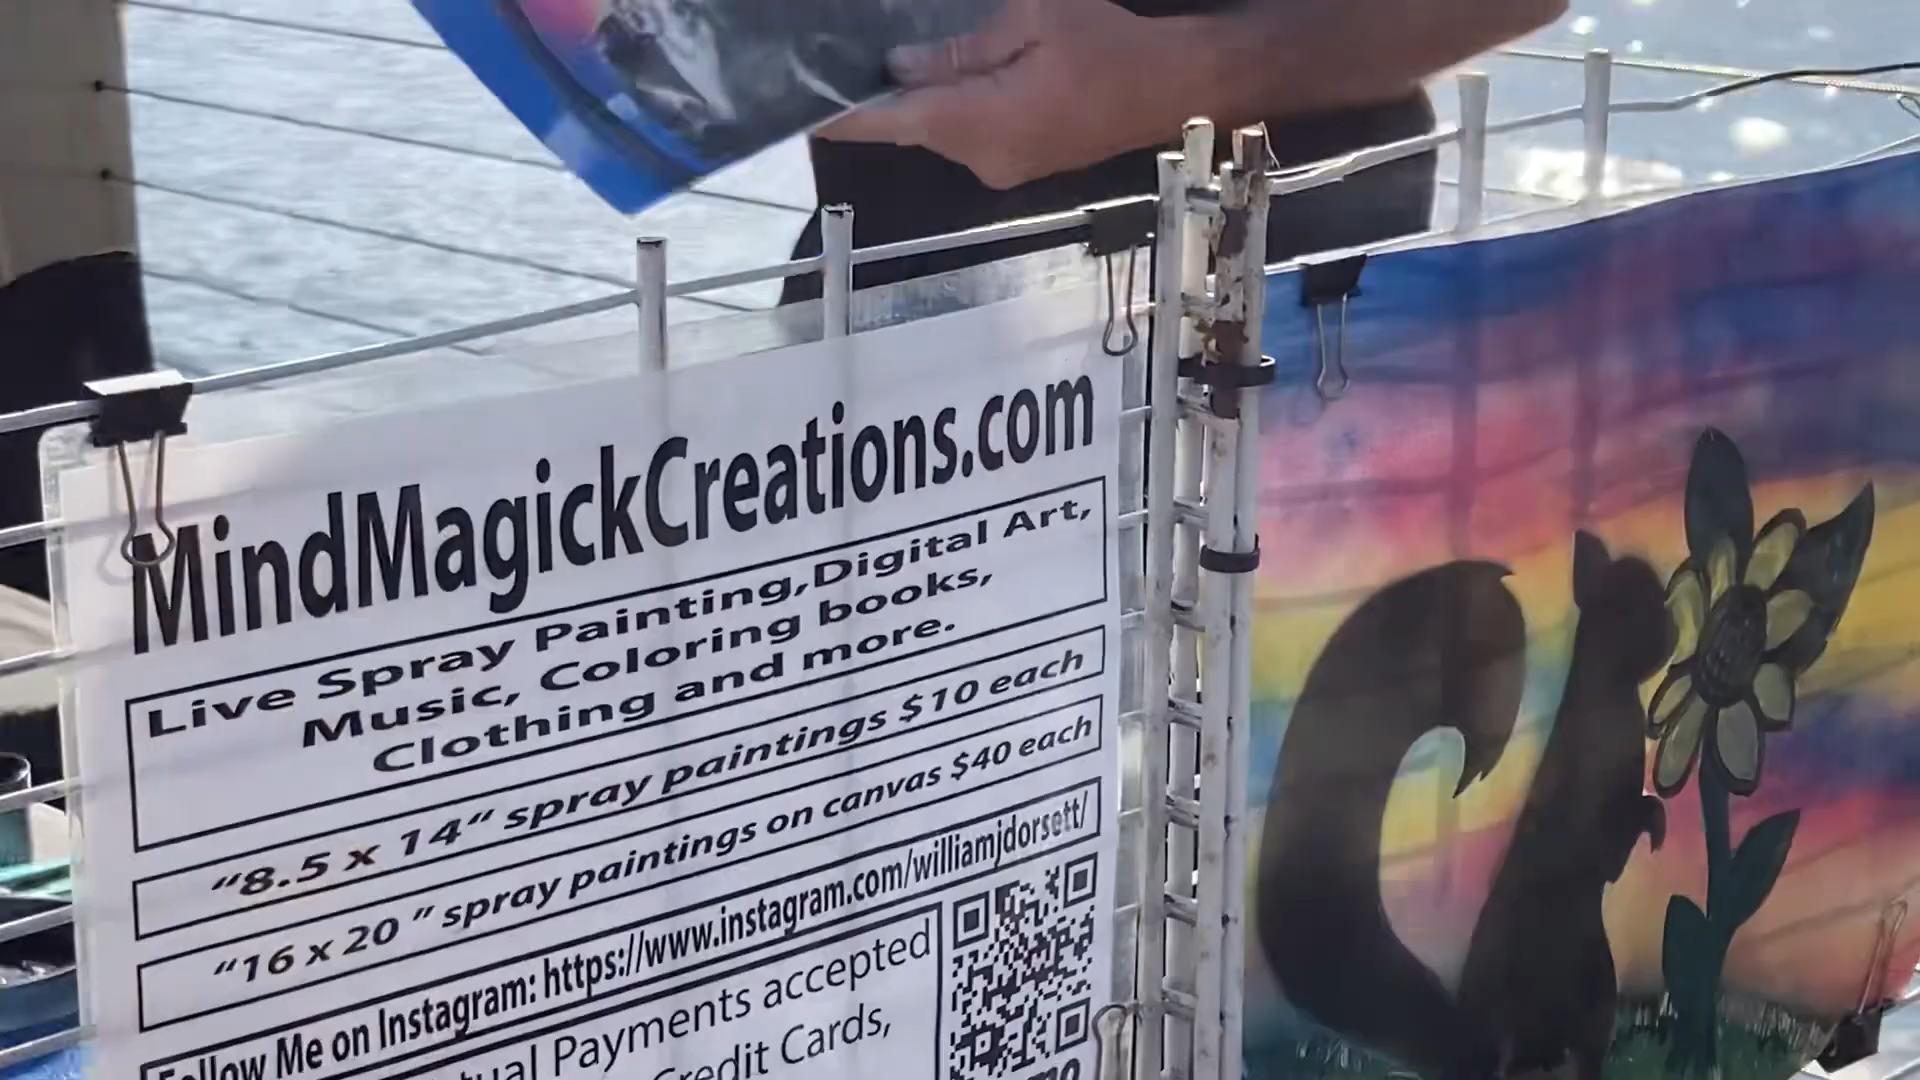 MindMagickCreations.com
Live Spray Painting,Digital Art,
Music, Coloring books,
Clothing and more.
“8.5 x 14“ spray paintings $10 each
“16 x 20 ” spray paintings on canvas $40 each
Follow Me on Instagram: https://www.instagram.com/williamjdorsett/
Payments accepted
Credit Cards,